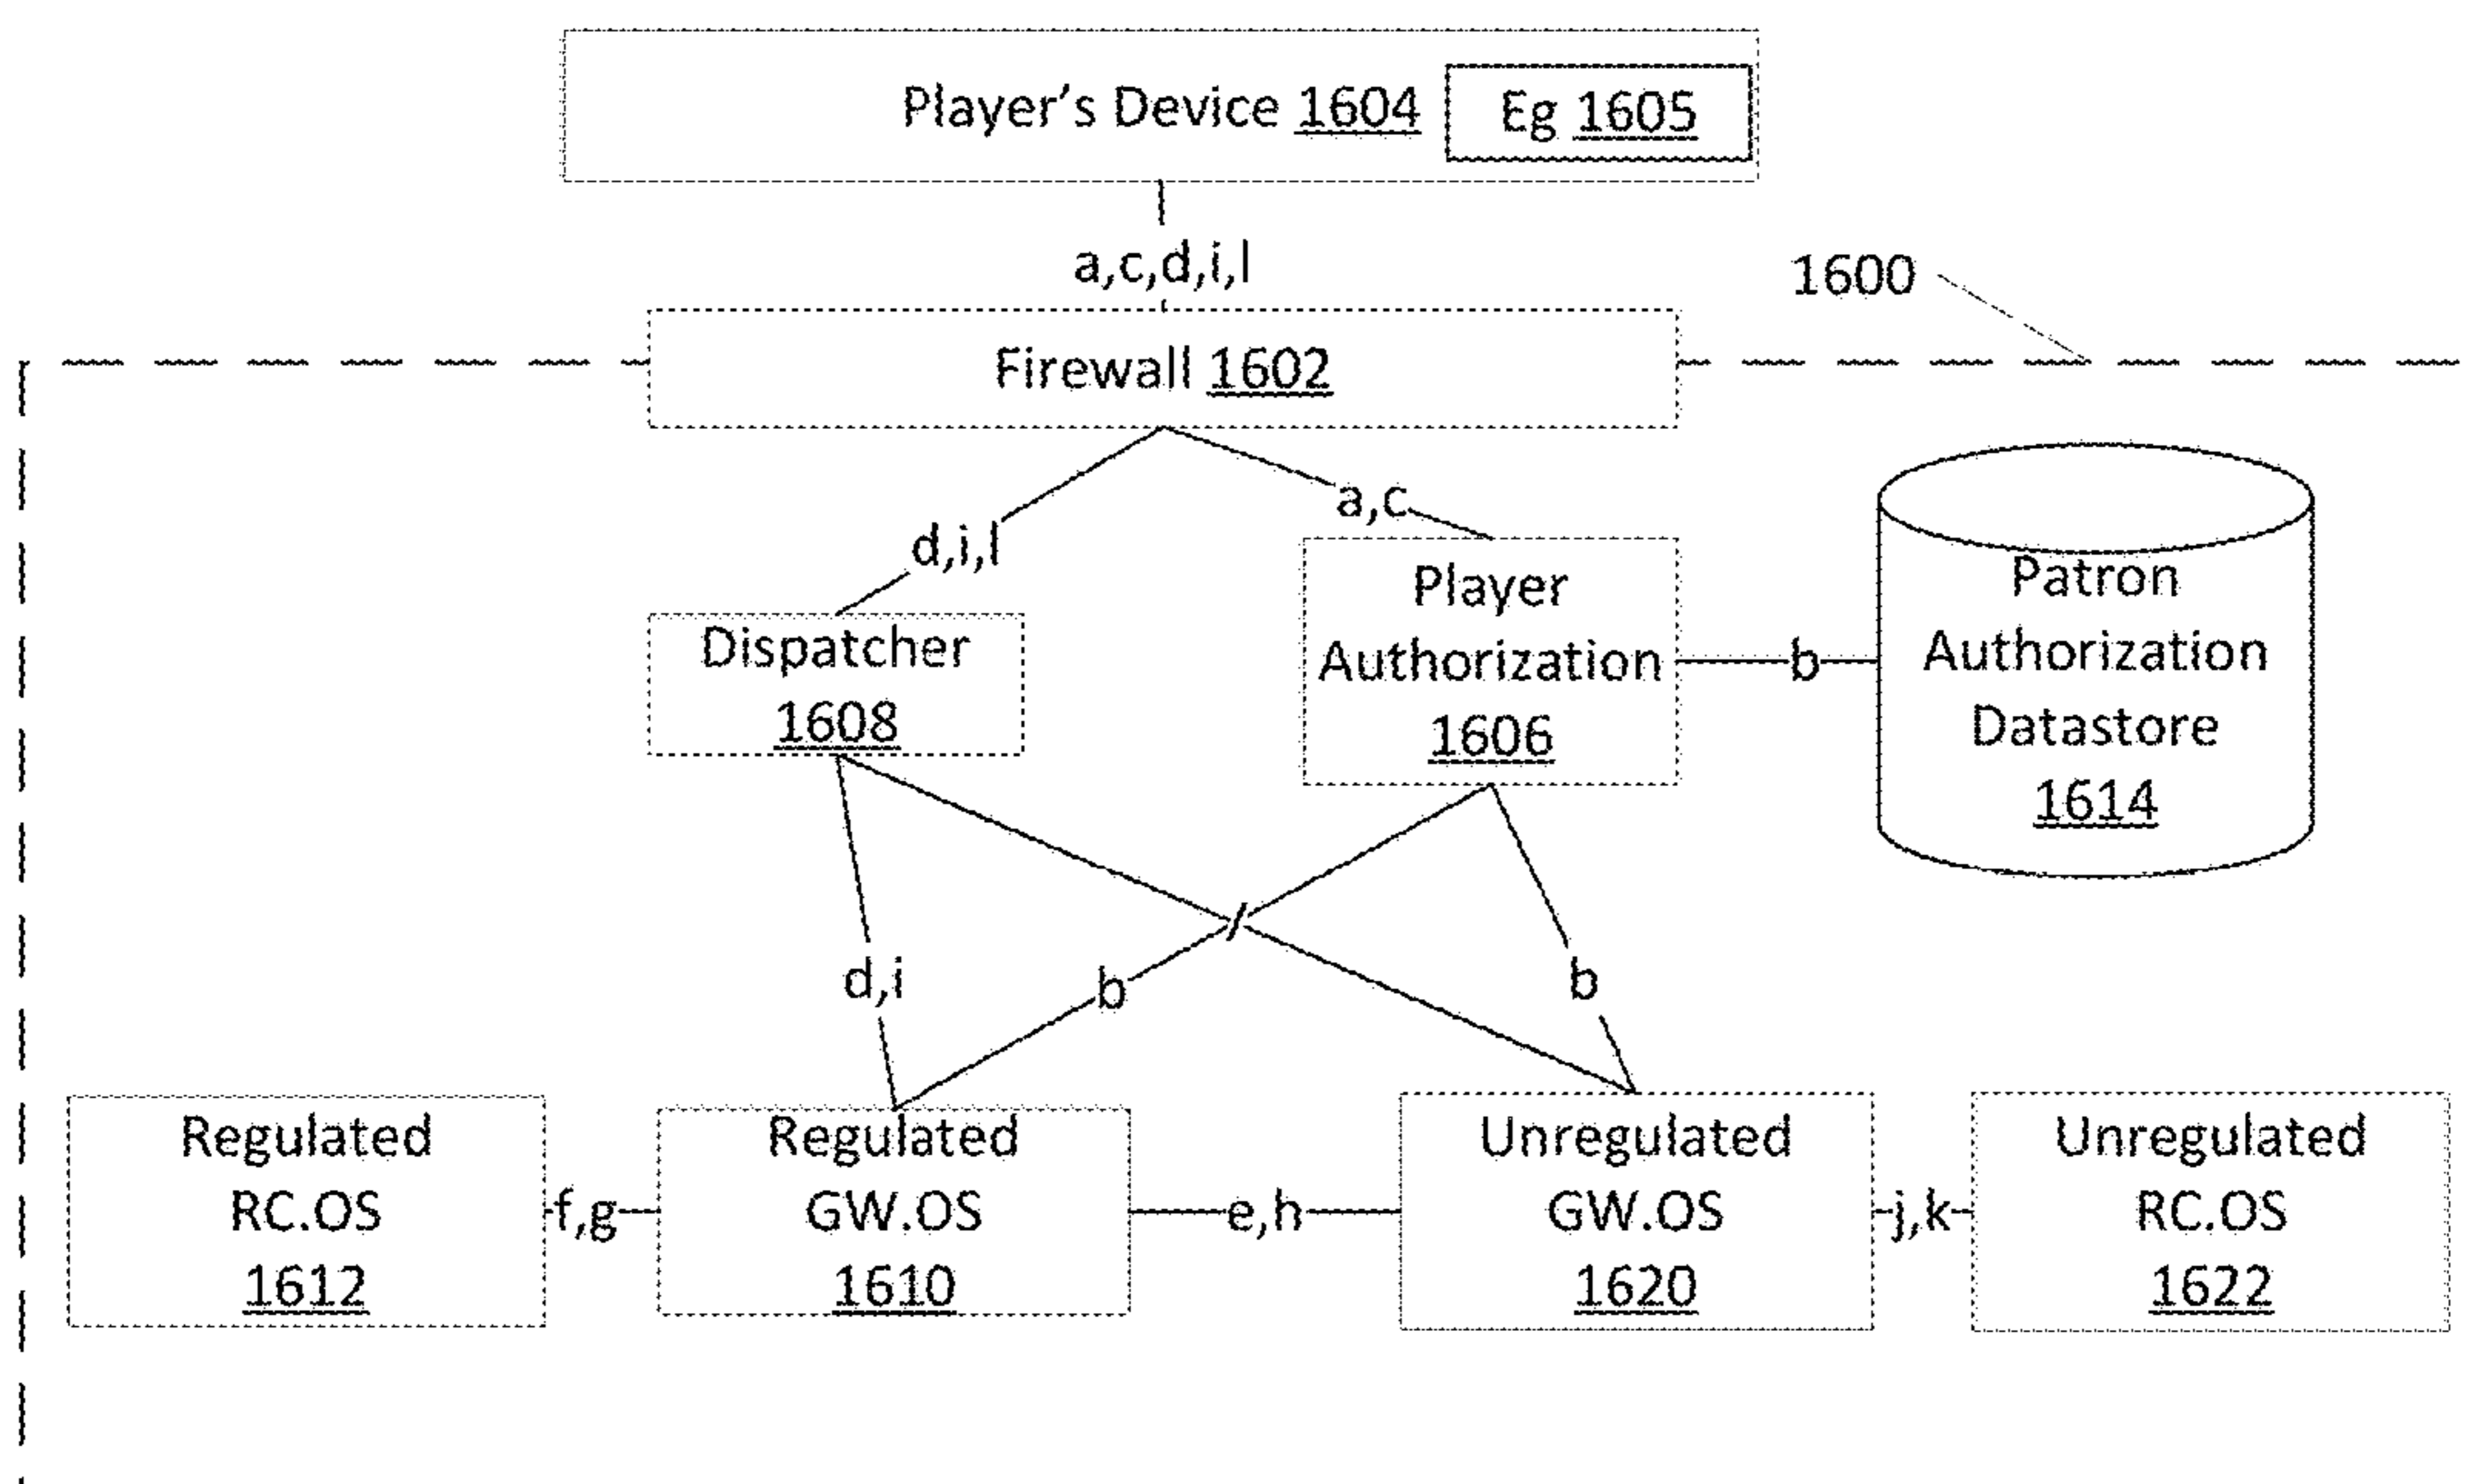 Player's Device 1604
Eg 1605
a,c,d,i,l
1600
Firewall 1602
a,c
d,i,l
Player
Authorization
1606
Dispatcher
1608
b
Patron
Authorization
Datastore
1614
l
d,i
b
b
Regulated
RC.OS
1612
f,g
Regulated
GW.OS
1610
e,h
Unregulated
GW.OS
1620
j,k
Unregulated
RC.OS
1622